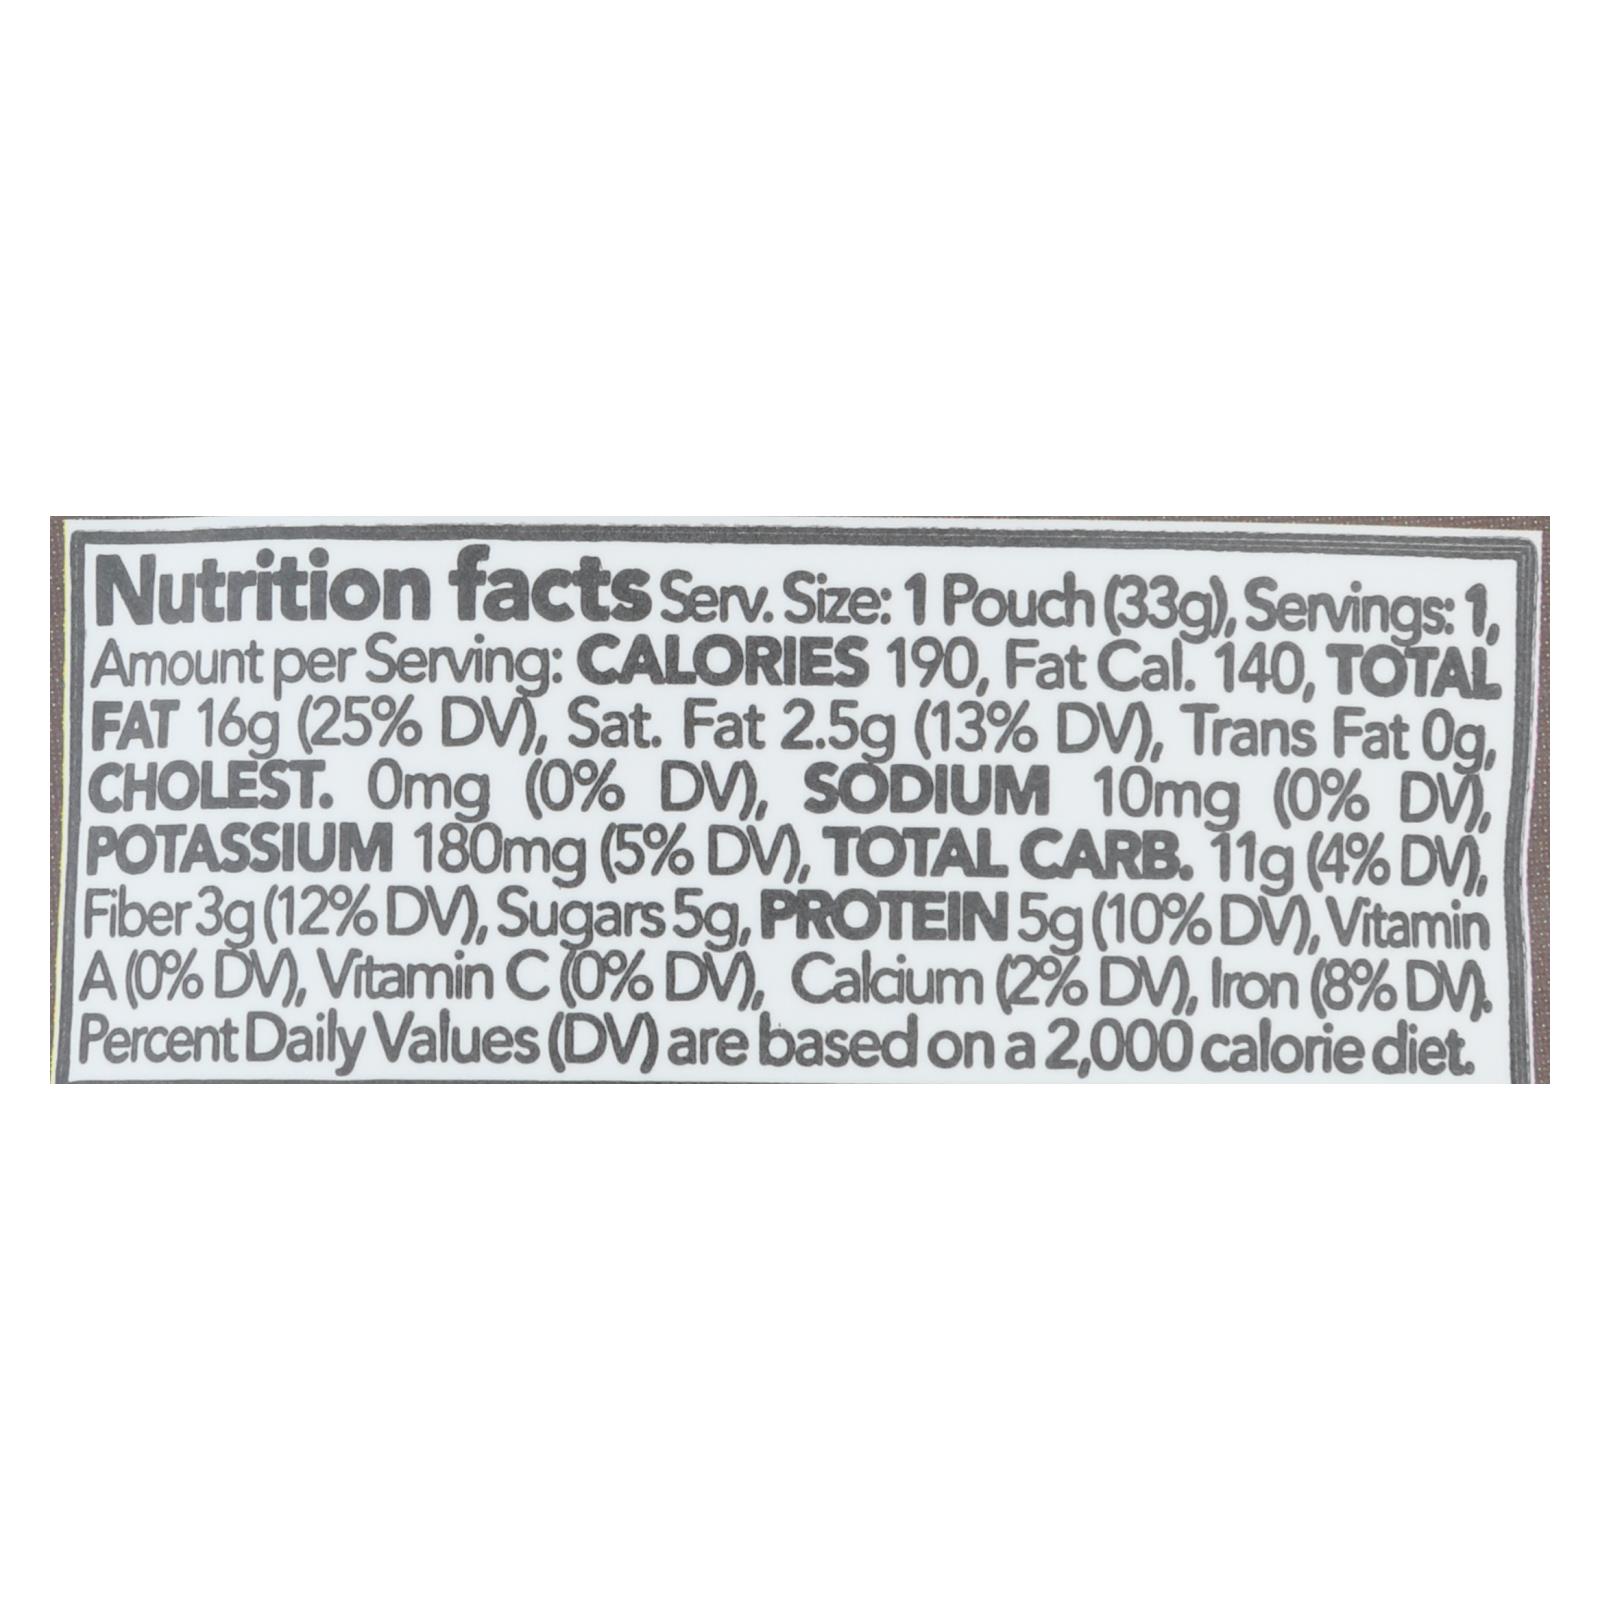 Nutrition facts Serv. Size: 1 Pouch (33g), Servings: 1,
Amount per Serving: CALORIES 190, Fat Cal. 140, TOTAL
FAT 16g (25% DV), Sat. Fat 2.5g (13% DV), Trans Fat 0g,
CHOLEST. 0mg (0% DV), SODIUM 10mg (0% DV),
POTASSIUM 180mg (5% DV), TOTAL CARB. 11g (4% DV),
Fiber 3g (12% DV), Sugars 5g, PROTEIN 5g (10% DV), Vitamin
A (0% DV), Vitamin C (0% DV), Calcium (2% DV), Iron (8% DV).
Percent Daily Values (DV) are based on a 2,000 calorie diet.